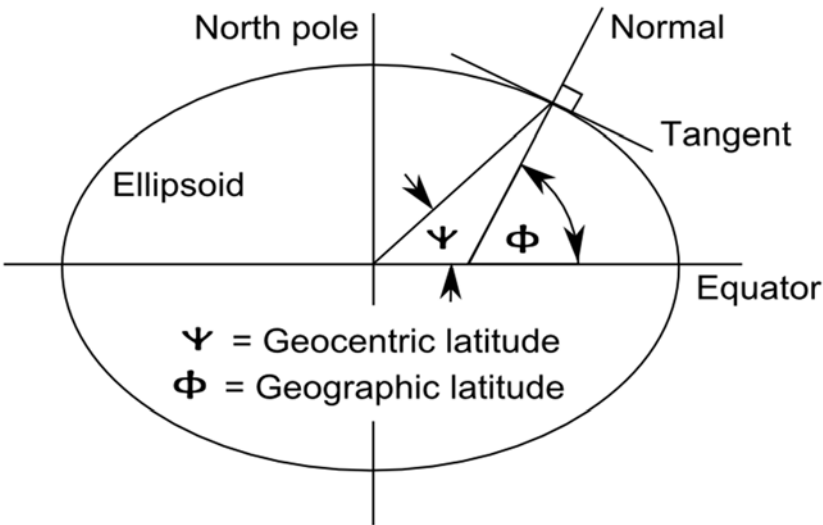 North pole
Normal
Tangent
Ellipsoid
Ψ
Φ
Equator
Ψ = Geocentric latitude
Φ = Geographic latitude